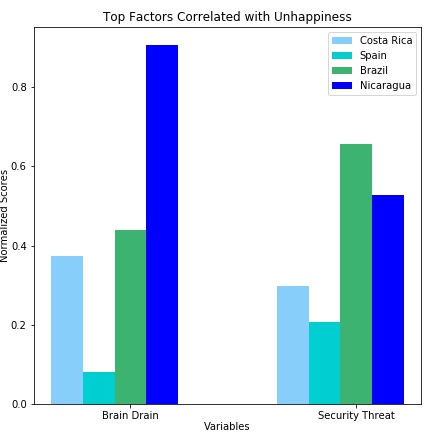 Top Factors Correlated with Unhappiness
Costa Rica
Spain
Brazil
Nicaragua
Normalized Scores
0.8
0.6
0.4
0.2
0.0
Brain Drain
Security Threat
Variables